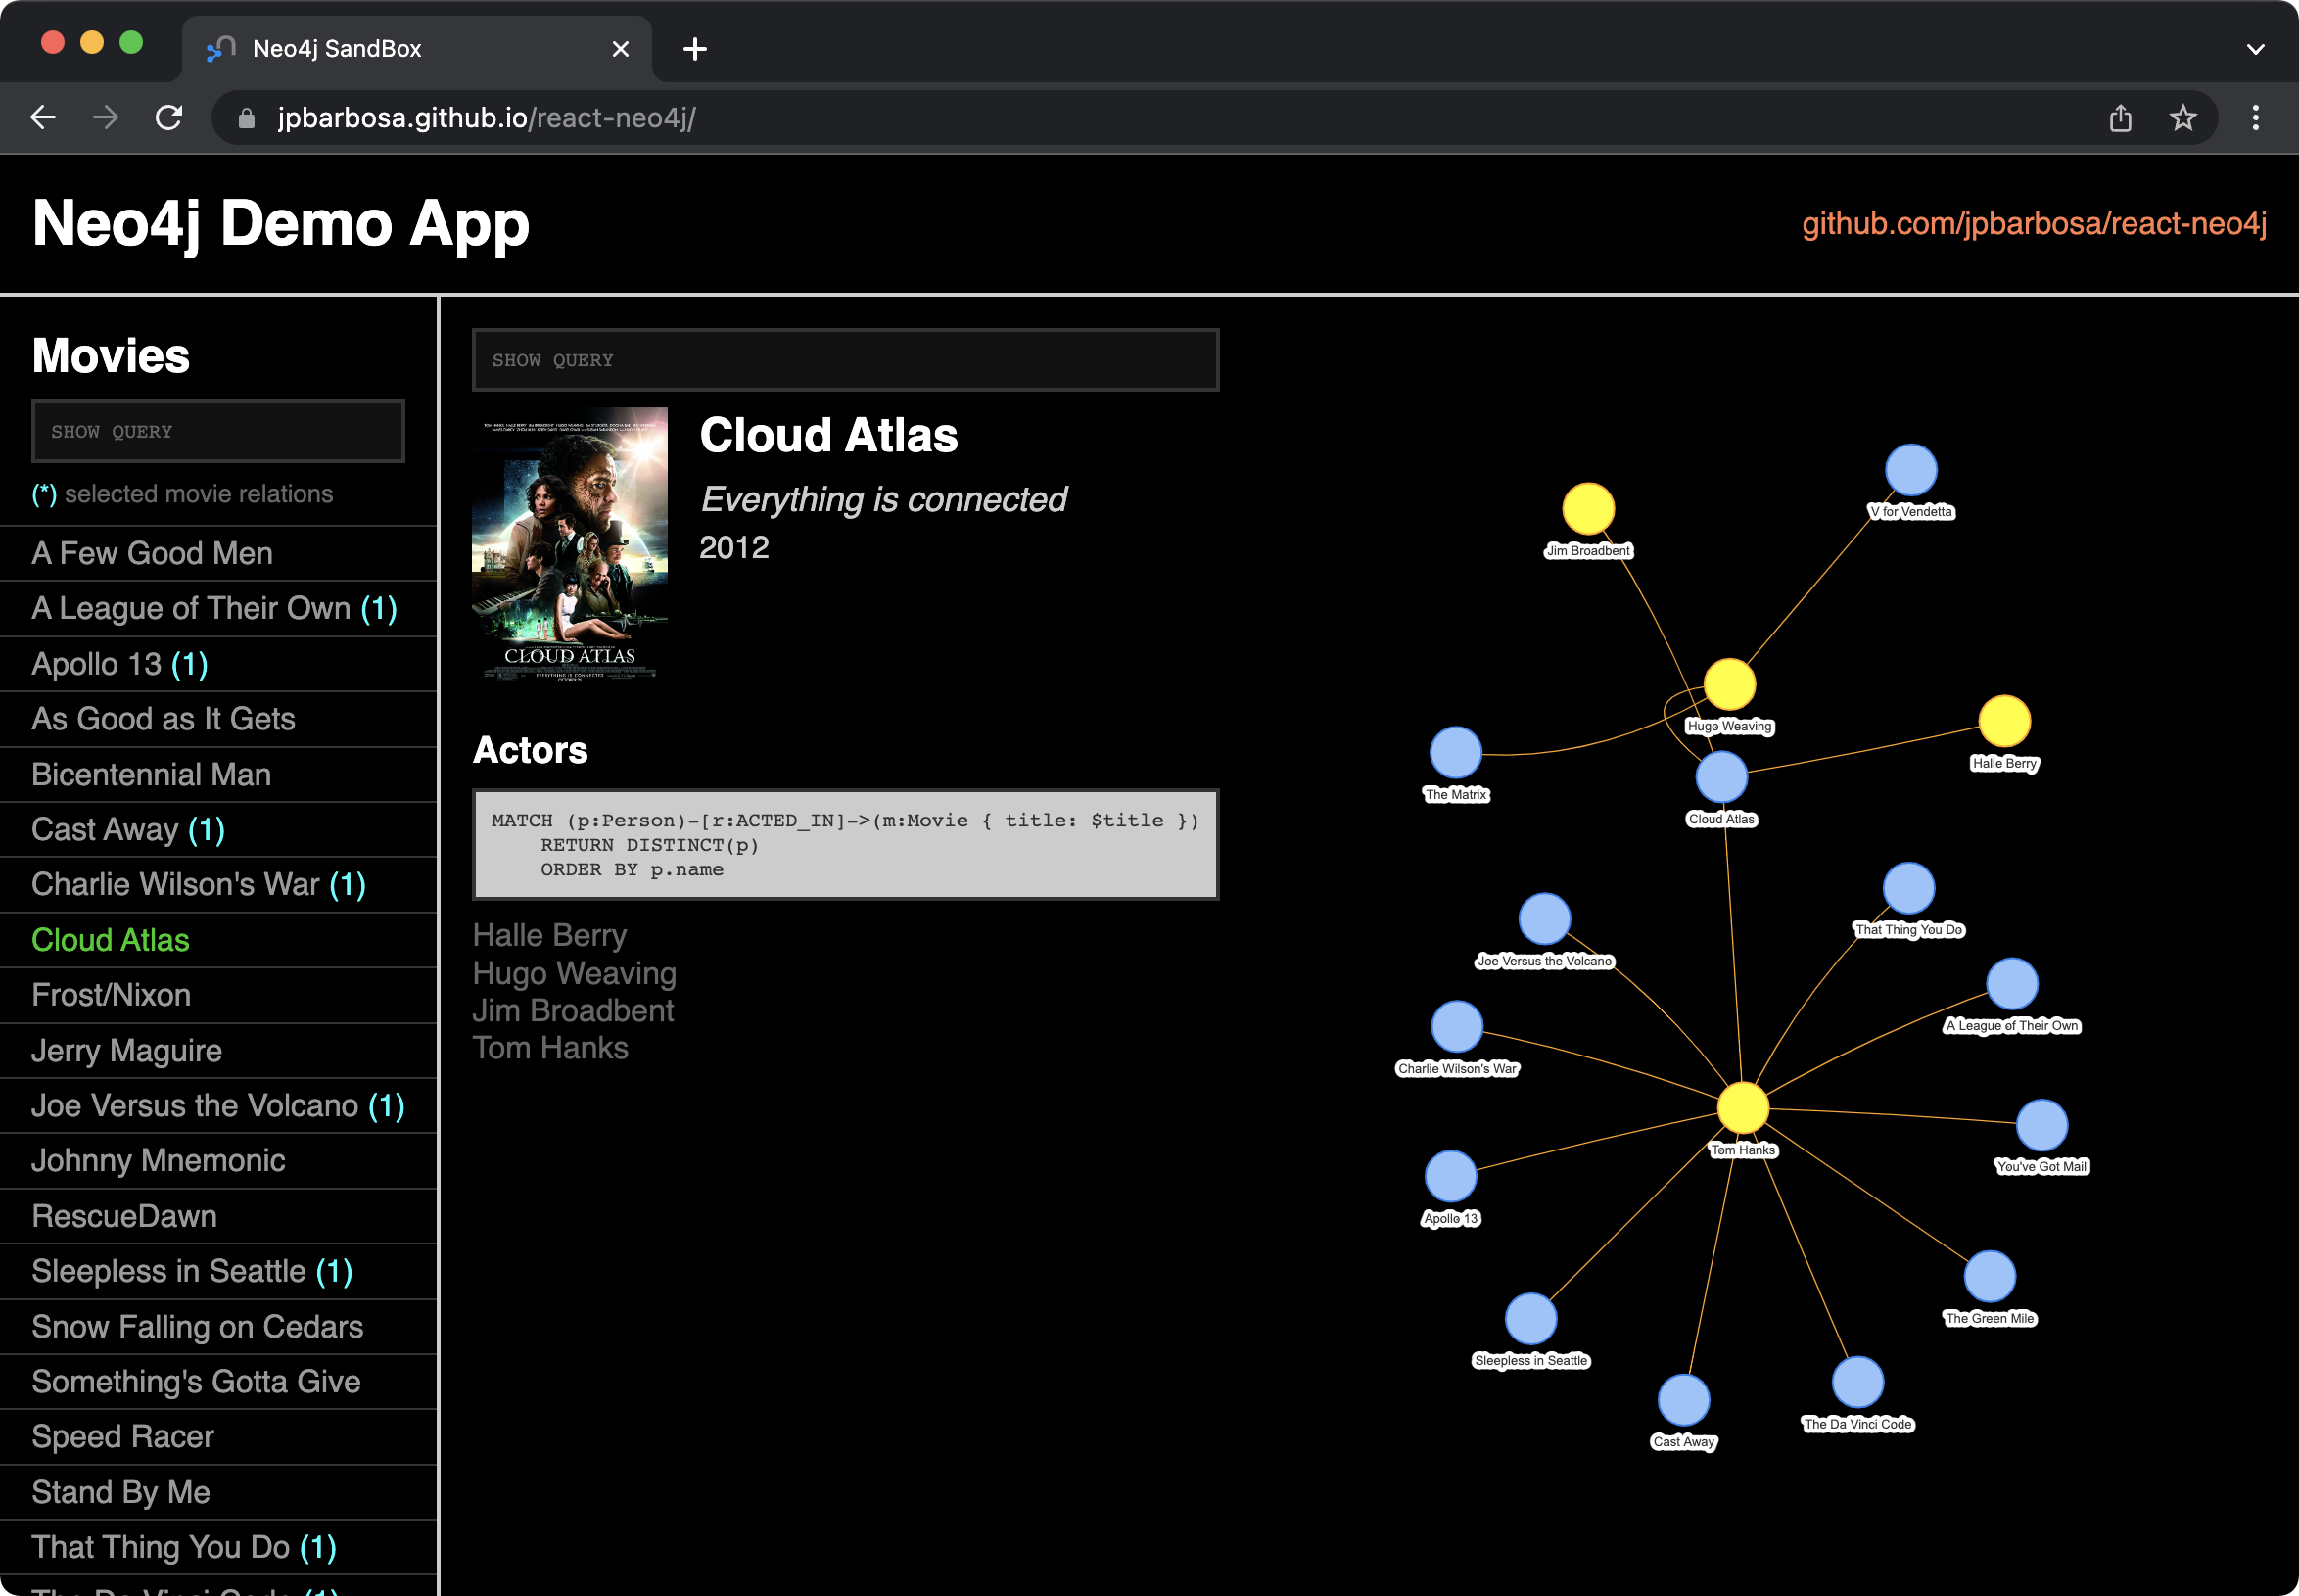 Neo4j SandBox
jpbarbosa.github.io/react-neo4j/
Neo4j Demo App
github.com/jpbarbosa/react-neo4j
Movies
SHOW QUERY
(*) selected movie relations
A Few Good Men
A League of Their Own (1)
Apollo 13 (1)
As Good as It Gets
Bicentennial Man
Cast Away (1)
Charlie Wilson's War (1)
Cloud Atlas
Frost/Nixon
Jerry Maguire
Joe Versus the Volcano (1)
Johnny Mnemonic
RescueDawn
Sleepless in Seattle (1)
Snow Falling on Cedars
Something's Gotta Give
Speed Racer
Stand By Me
That Thing You Do (1)
The Da Vinci Code (1)
SHOW QUERY
CLOUD ATLAS
EVERYTHING IS CONNECTED
Cloud Atlas
Everything is connected
2012
Actors
MATCH (p:Person)-[r:ACTED_IN]->(m:Movie { title: $title })
RETURN DISTINCT(p)
ORDER BY p.name
Halle Berry
Hugo Weaving
Jim Broadbent
Tom Hanks
V for Vendetta
Jim Broadbent
Hugo Weaving
Halle Berry
The Matrix
Cloud Atlas
That Thing You Do
Joe Versus the Volcano
A League of Their Own
Charlie Wilson's War
Tom Hanks
You've Got Mail
Apollo 13
The Green Mile
Sleepless in Seattle
The Da Vinci Code
Cast Away